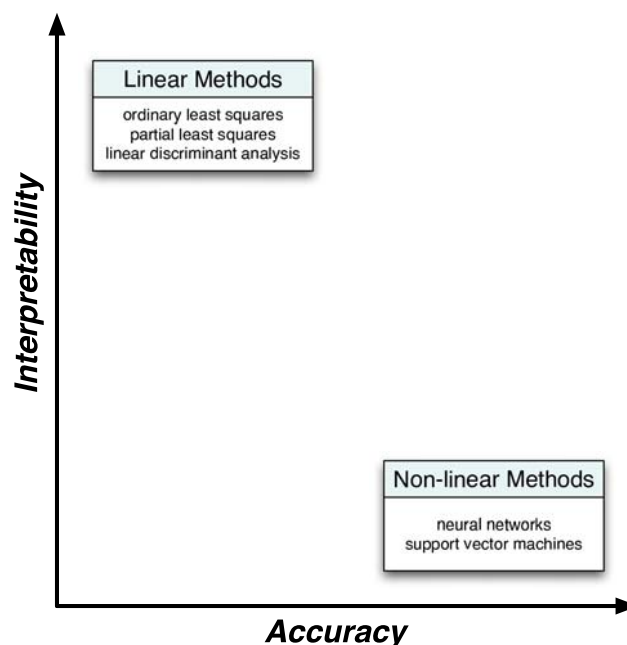 Linear Methods
ordinary least squares
partial least squares
linear discriminant analysis
Interpretability
Non-linear Methods
neural networks
support vector machines
Accuracy